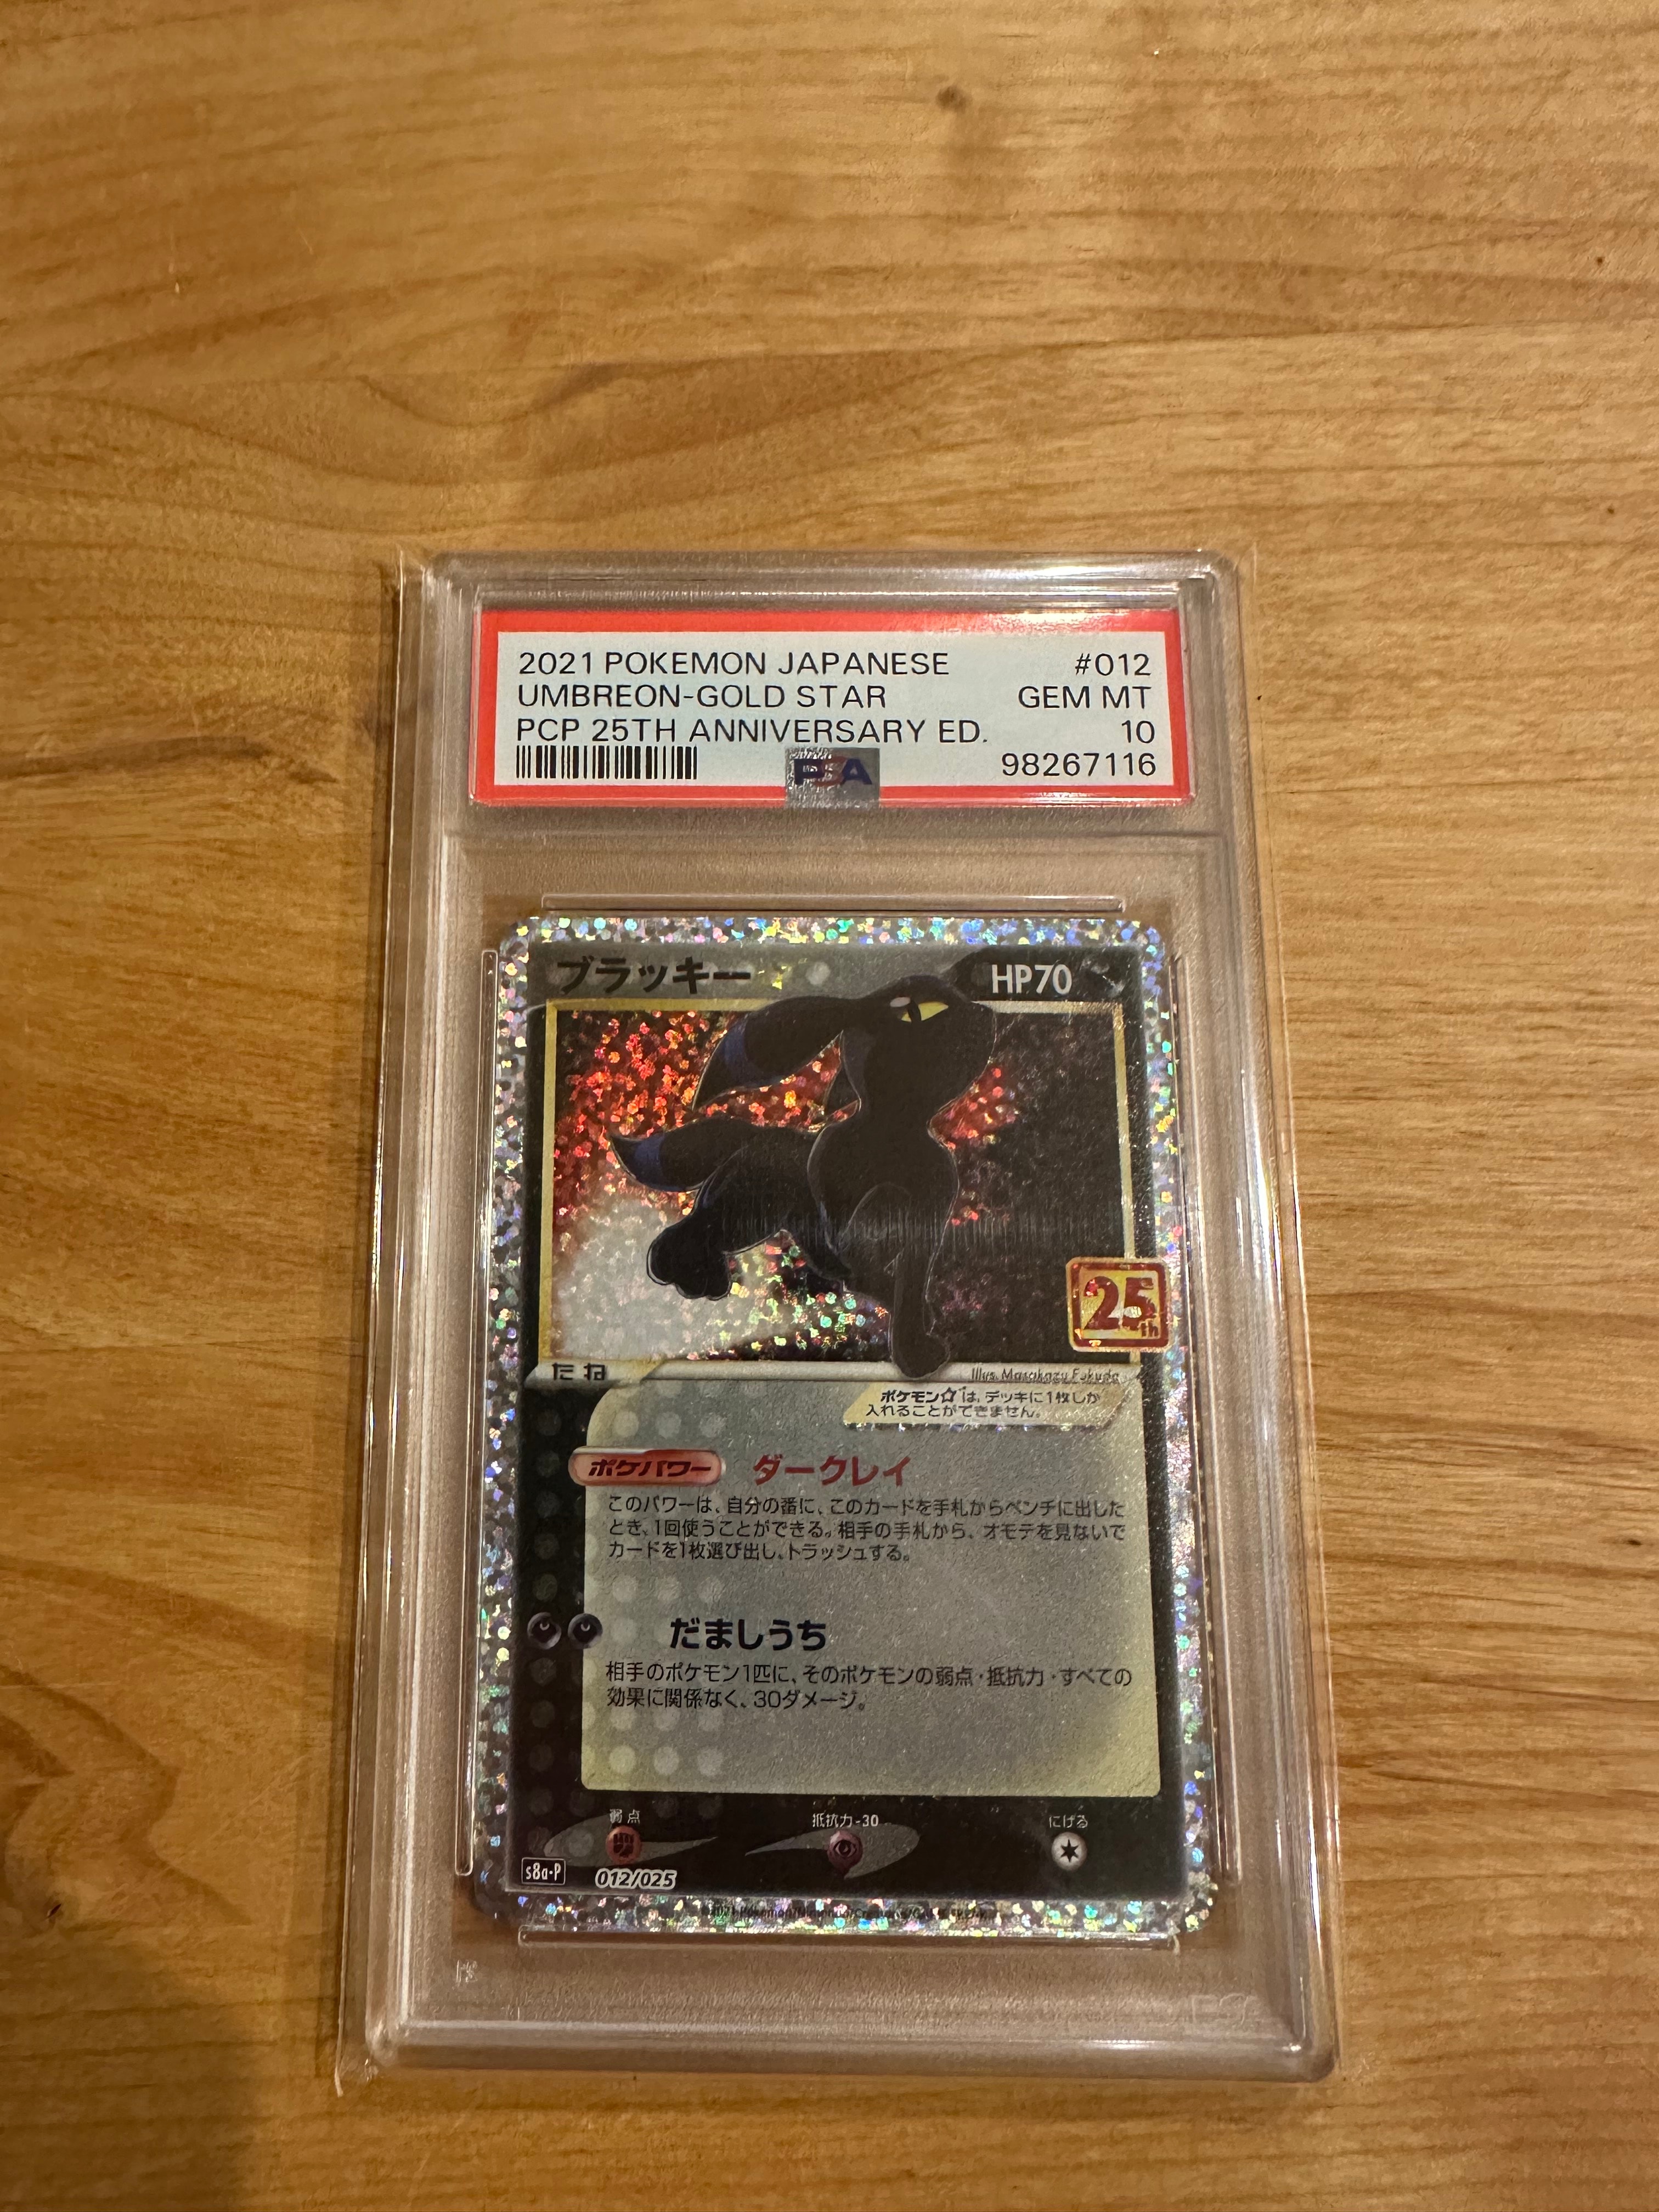 2021 POKEMON JAPANESE #012
UMBREON-GOLD STAR GEM MT
PCP 25TH ANNIVERSARY ED. 10
PSA 98267116
ブラッキー HP70
25th
たね Illus. Masakazu Fukuda
ポケモン☆は、デッキに1枚しか
入れることができません。
ポケパワー ダークレイ
このパワーは、自分の番に、このカードを手札からベンチに出した
とき、1回使うことができる。相手の手札から、オモテを見ないで
カードを1枚選び出し、トラッシュする。
だましうち
相手のポケモン1匹に、そのポケモンの弱点・抵抗力・すべての
効果に関係なく、30ダメージ。
弱点 抵抗力-30 にげる
s8a-P 012/025
©2021 Pokémon/Nintendo/Creatures/GAME FREAK